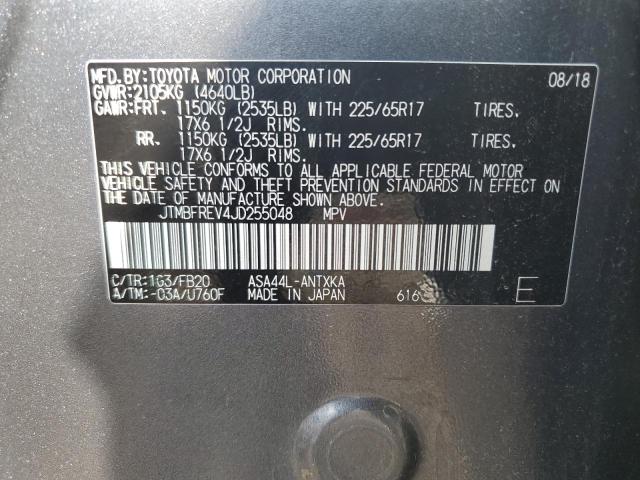 MFD.BY:TOYOTA MOTOR CORPORATION 08/18
GVWR:2105KG (4640LB)
GAWR:FRT. 1150KG (2535LB) WITH 225/65R17 TIRES,
17X6 1/2J RIMS.
RR. 1150KG (2535LB) WITH 225/65R17 TIRES,
17X6 1/2J RIMS.
THIS VEHICLE CONFORMS TO ALL APPLICABLE FEDERAL MOTOR
VEHICLE SAFETY AND THEFT PREVENTION STANDARDS IN EFFECT ON
THE DATE OF MANUFACTURE SHOWN ABOVE.
JTMBFREV4JD255048 MPV
C/TR:1G3/FB20 ASA44L-ANTXKA
A/TM:-03A/U760F MADE IN JAPAN 616 E